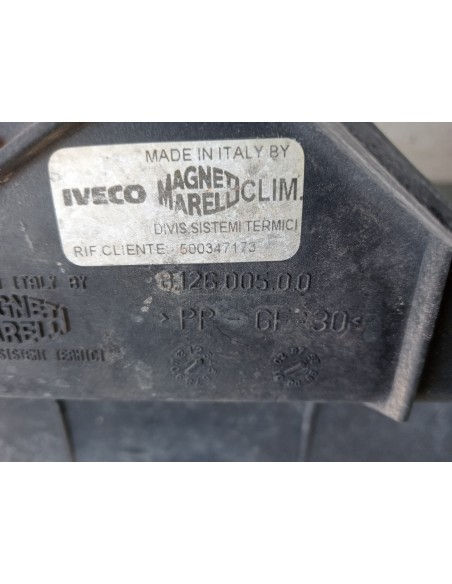 MADE IN ITALY BY
IVECO MAGNETI MARELLI CLIM.
DIVIS.SISTEMI TERMICI
RIF.CLIENTE: 500347173
ITALY BY
MAGNETI
MARELLI
SISTEMI TERMICI
8126.005.0.0
>PP-GF-30<